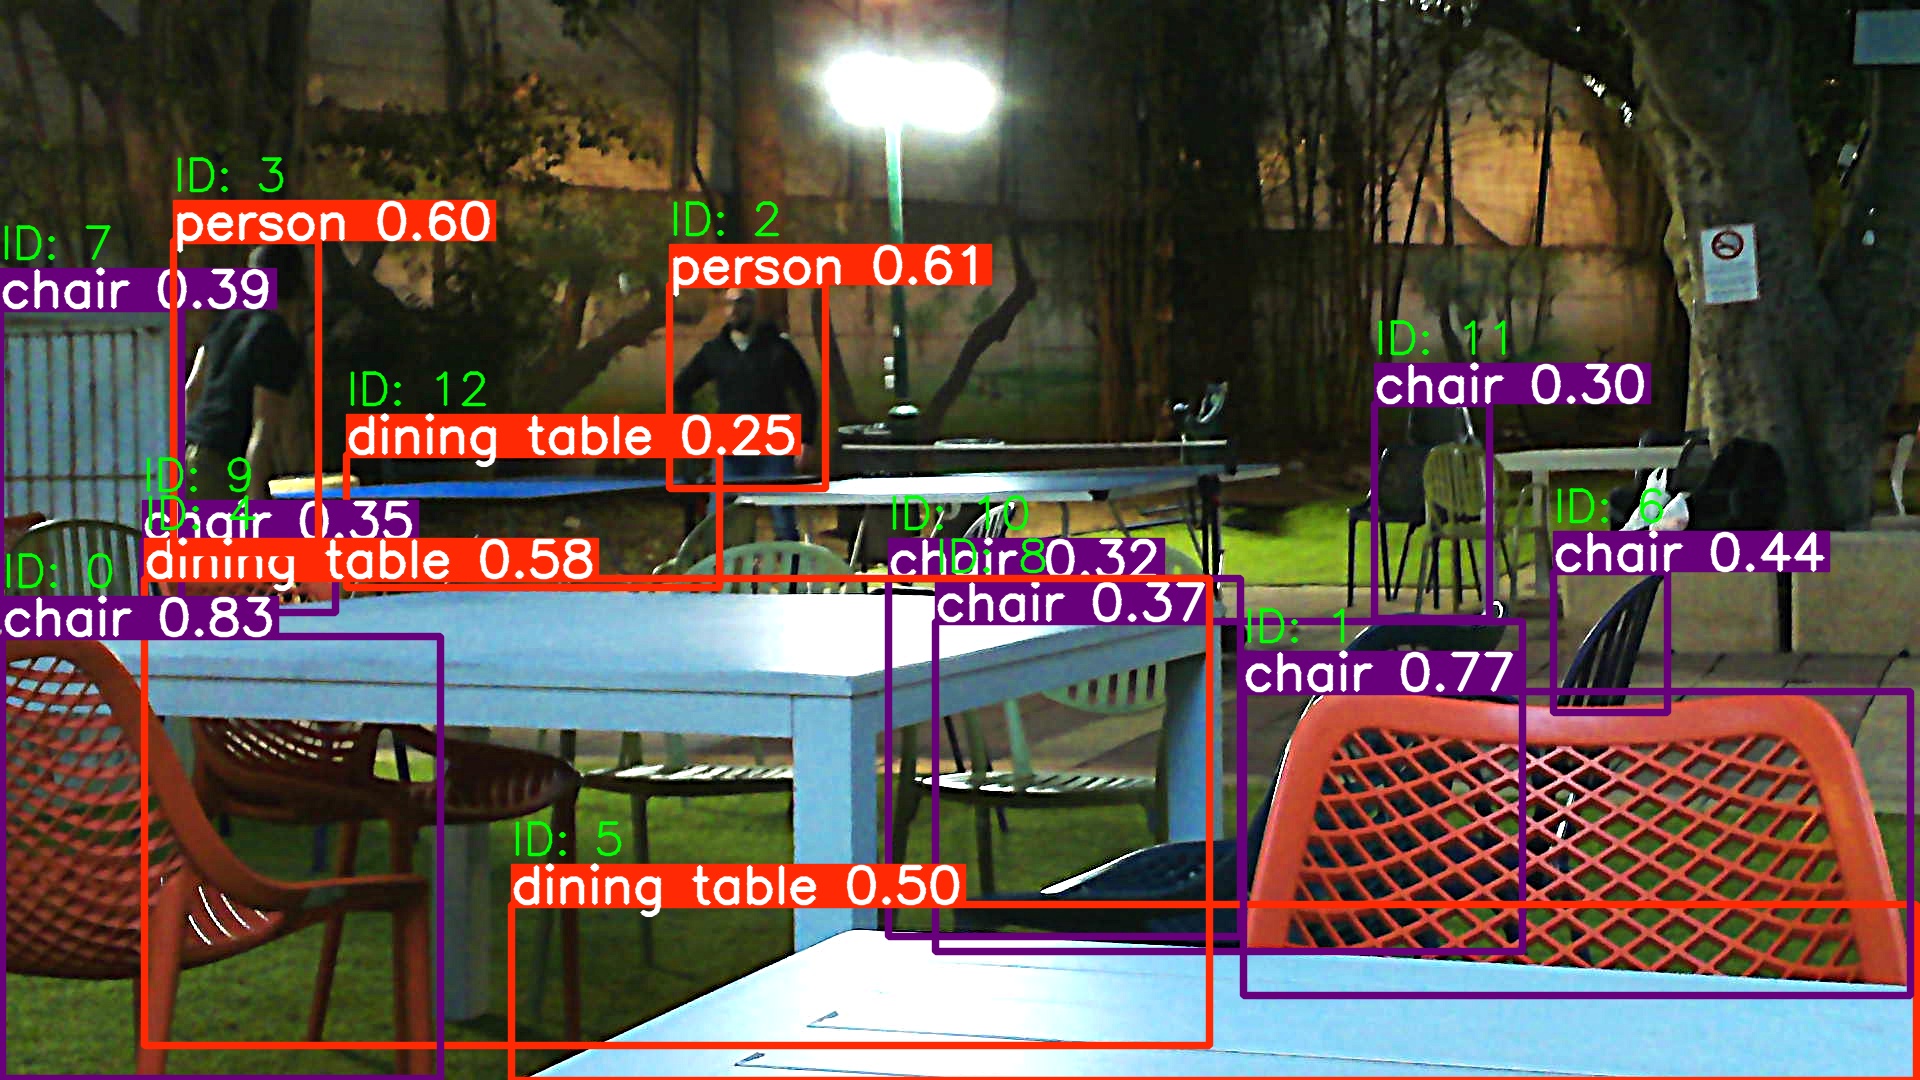 ID: 3
person 0.60
ID: 2
person 0.61
ID: 7
chair 0.39
ID: 11
chair 0.30
ID: 12
dining table 0.25
ID: 9
chair 0.35
ID: 4
dining table 0.58
ID: 10
chair 0.32
ID: 8
chair 0.37
ID: 6
chair 0.44
ID: 0
chair 0.83
ID: 1
chair 0.77
ID: 5
dining table 0.50